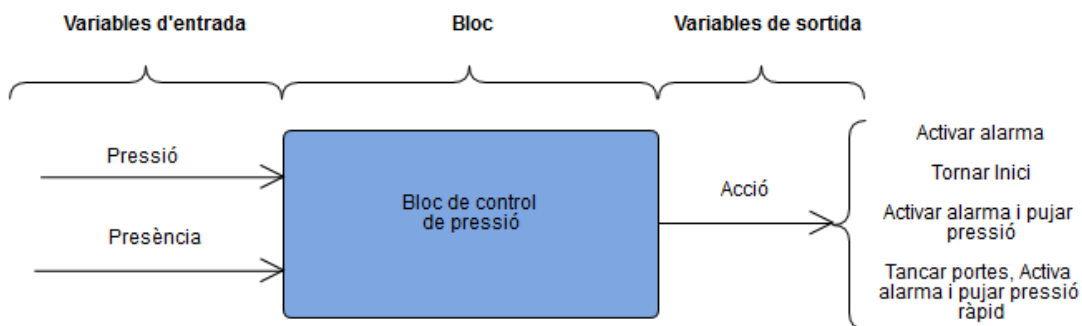 Variables d'entrada
Bloc
Variables de sortida
Pressió
Presència
Bloc de control
de pressió
Acció
Activar alarma
Tornar Inici
Activar alarma i pujar
pressió
Tancar portes, Activa
alarma i pujar pressió
ràpid